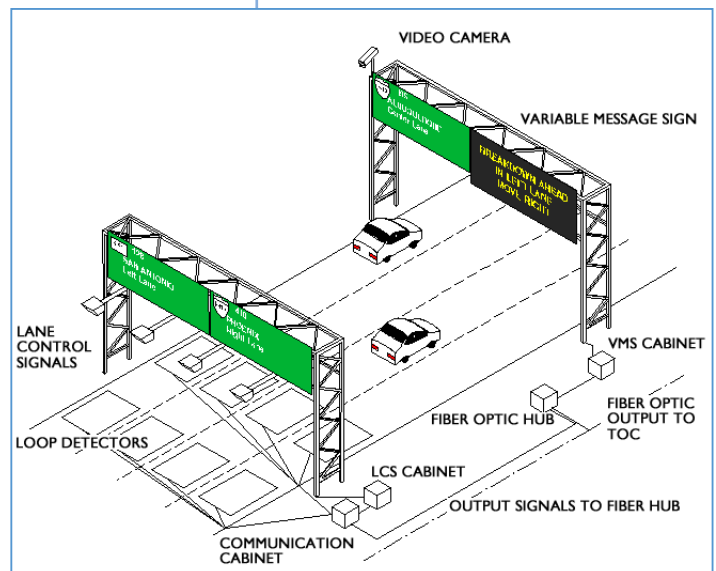 VIDEO CAMERA
VARIABLE MESSAGE SIGN
ALBUQUERQUE
Center Lane
BREAKDOWN AHEAD
IN LEFT LANE
MOVE RIGHT
SAN ANTONIO
Left Lane
410
PHOENIX
Right Lane
LANE
CONTROL
SIGNALS
VMS CABINET
FIBER OPTIC HUB
FIBER OPTIC
OUTPUT TO
TOC
LOOP DETECTORS
LCS CABINET
OUTPUT SIGNALS TO FIBER HUB
COMMUNICATION
CABINET